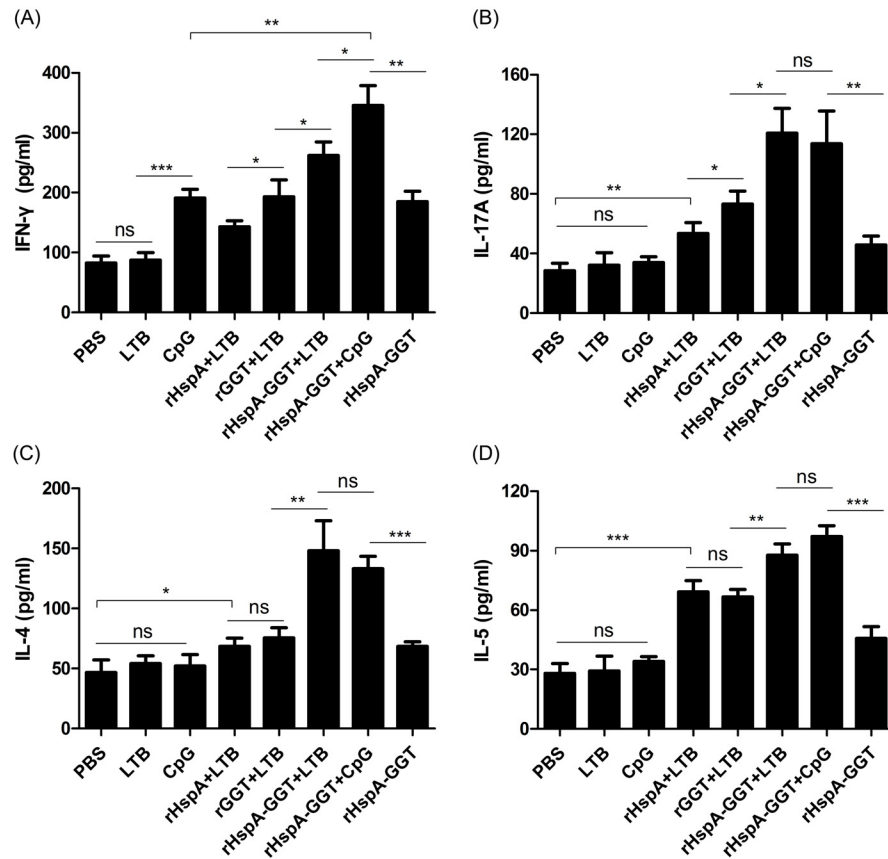 (A)
**
*
**
*
*
***
ns
400
300
200
100
0
IFN-γ (pg/ml)
PBS
LTB
CpG
rHspA+LTB
rGGT+LTB
rHspA-GGT+LTB
rHspA-GGT+CpG
rHspA-GGT
(B)
ns
*
**
*
**
ns
160
120
80
40
0
IL-17A (pg/ml)
PBS
LTB
CpG
rHspA+LTB
rGGT+LTB
rHspA-GGT+LTB
rHspA-GGT+CpG
rHspA-GGT
(C)
ns
**
***
*
ns
ns
200
150
100
50
0
IL-4 (pg/ml)
PBS
LTB
CpG
rHspA+LTB
rGGT+LTB
rHspA-GGT+LTB
rHspA-GGT+CpG
rHspA-GGT
(D)
ns
***
**
***
ns
ns
120
90
60
30
0
IL-5 (pg/ml)
PBS
LTB
CpG
rHspA+LTB
rGGT+LTB
rHspA-GGT+LTB
rHspA-GGT+CpG
rHspA-GGT